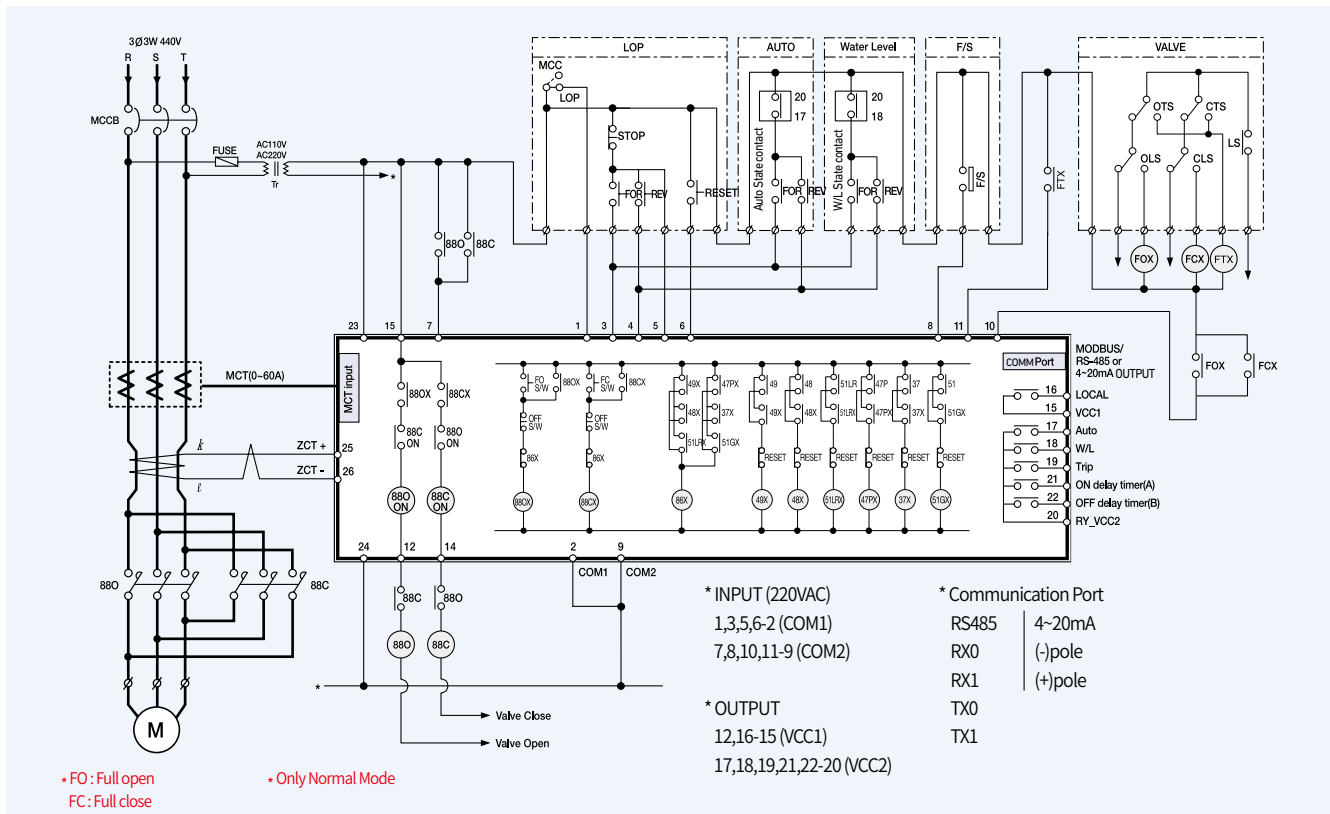 3Ø3W 440V
R S T
MCCB
FUSE
AC110V
AC220V
Tr
*
88O 88C
LOP
MCC
LOP
STOP
FOR REV
RESET
AUTO
20
17
Auto State contact
FOR REV
Water Level
20
18
W/L State contact
FOR REV
F/S
F/S
FTX
VALVE
OTS CTS
LS
OLS CLS
FOX FCX FTX
FOX FCX
23 15 7 1 3 4 5 6 8 11 10
MCT(0~60A)
MCT input
k
ZCT + 25
ZCT - 26
l
88OX 88CX
88C ON
88O ON
88O ON
88C ON
FO S/W
88OX
OFF S/W
86X
88OX
FC S/W
88CX
OFF S/W
86X
88CX
49X 47PX
48X 37X
51LRX 51GX
86X
49 48 51LR 47P 37 51
49X 48X 51LRX 47PX 37X 51GX
RESET RESET RESET RESET RESET RESET
49X 48X 51LRX 47PX 37X 51GX
COMM Port
MODBUS/
RS-485 or
4~20mA OUTPUT
16 LOCAL
15 VCC1
17 Auto
18 W/L
19 Trip
21 ON delay timer(A)
22 OFF delay timer(B)
20 RY_VCC2
24 12 14 2 9
COM1 COM2
88O 88C
88C 88O
88O 88C
*
Valve Close
Valve Open
M
* INPUT (220VAC)
1,3,5,6-2 (COM1)
7,8,10,11-9 (COM2)
* OUTPUT
12,16-15 (VCC1)
17,18,19,21,22-20 (VCC2)
* Communication Port
RS485 4~20mA
RX0 (-)pole
RX1 (+)pole
TX0
TX1
* FO : Full open
FC : Full close
* Only Normal Mode